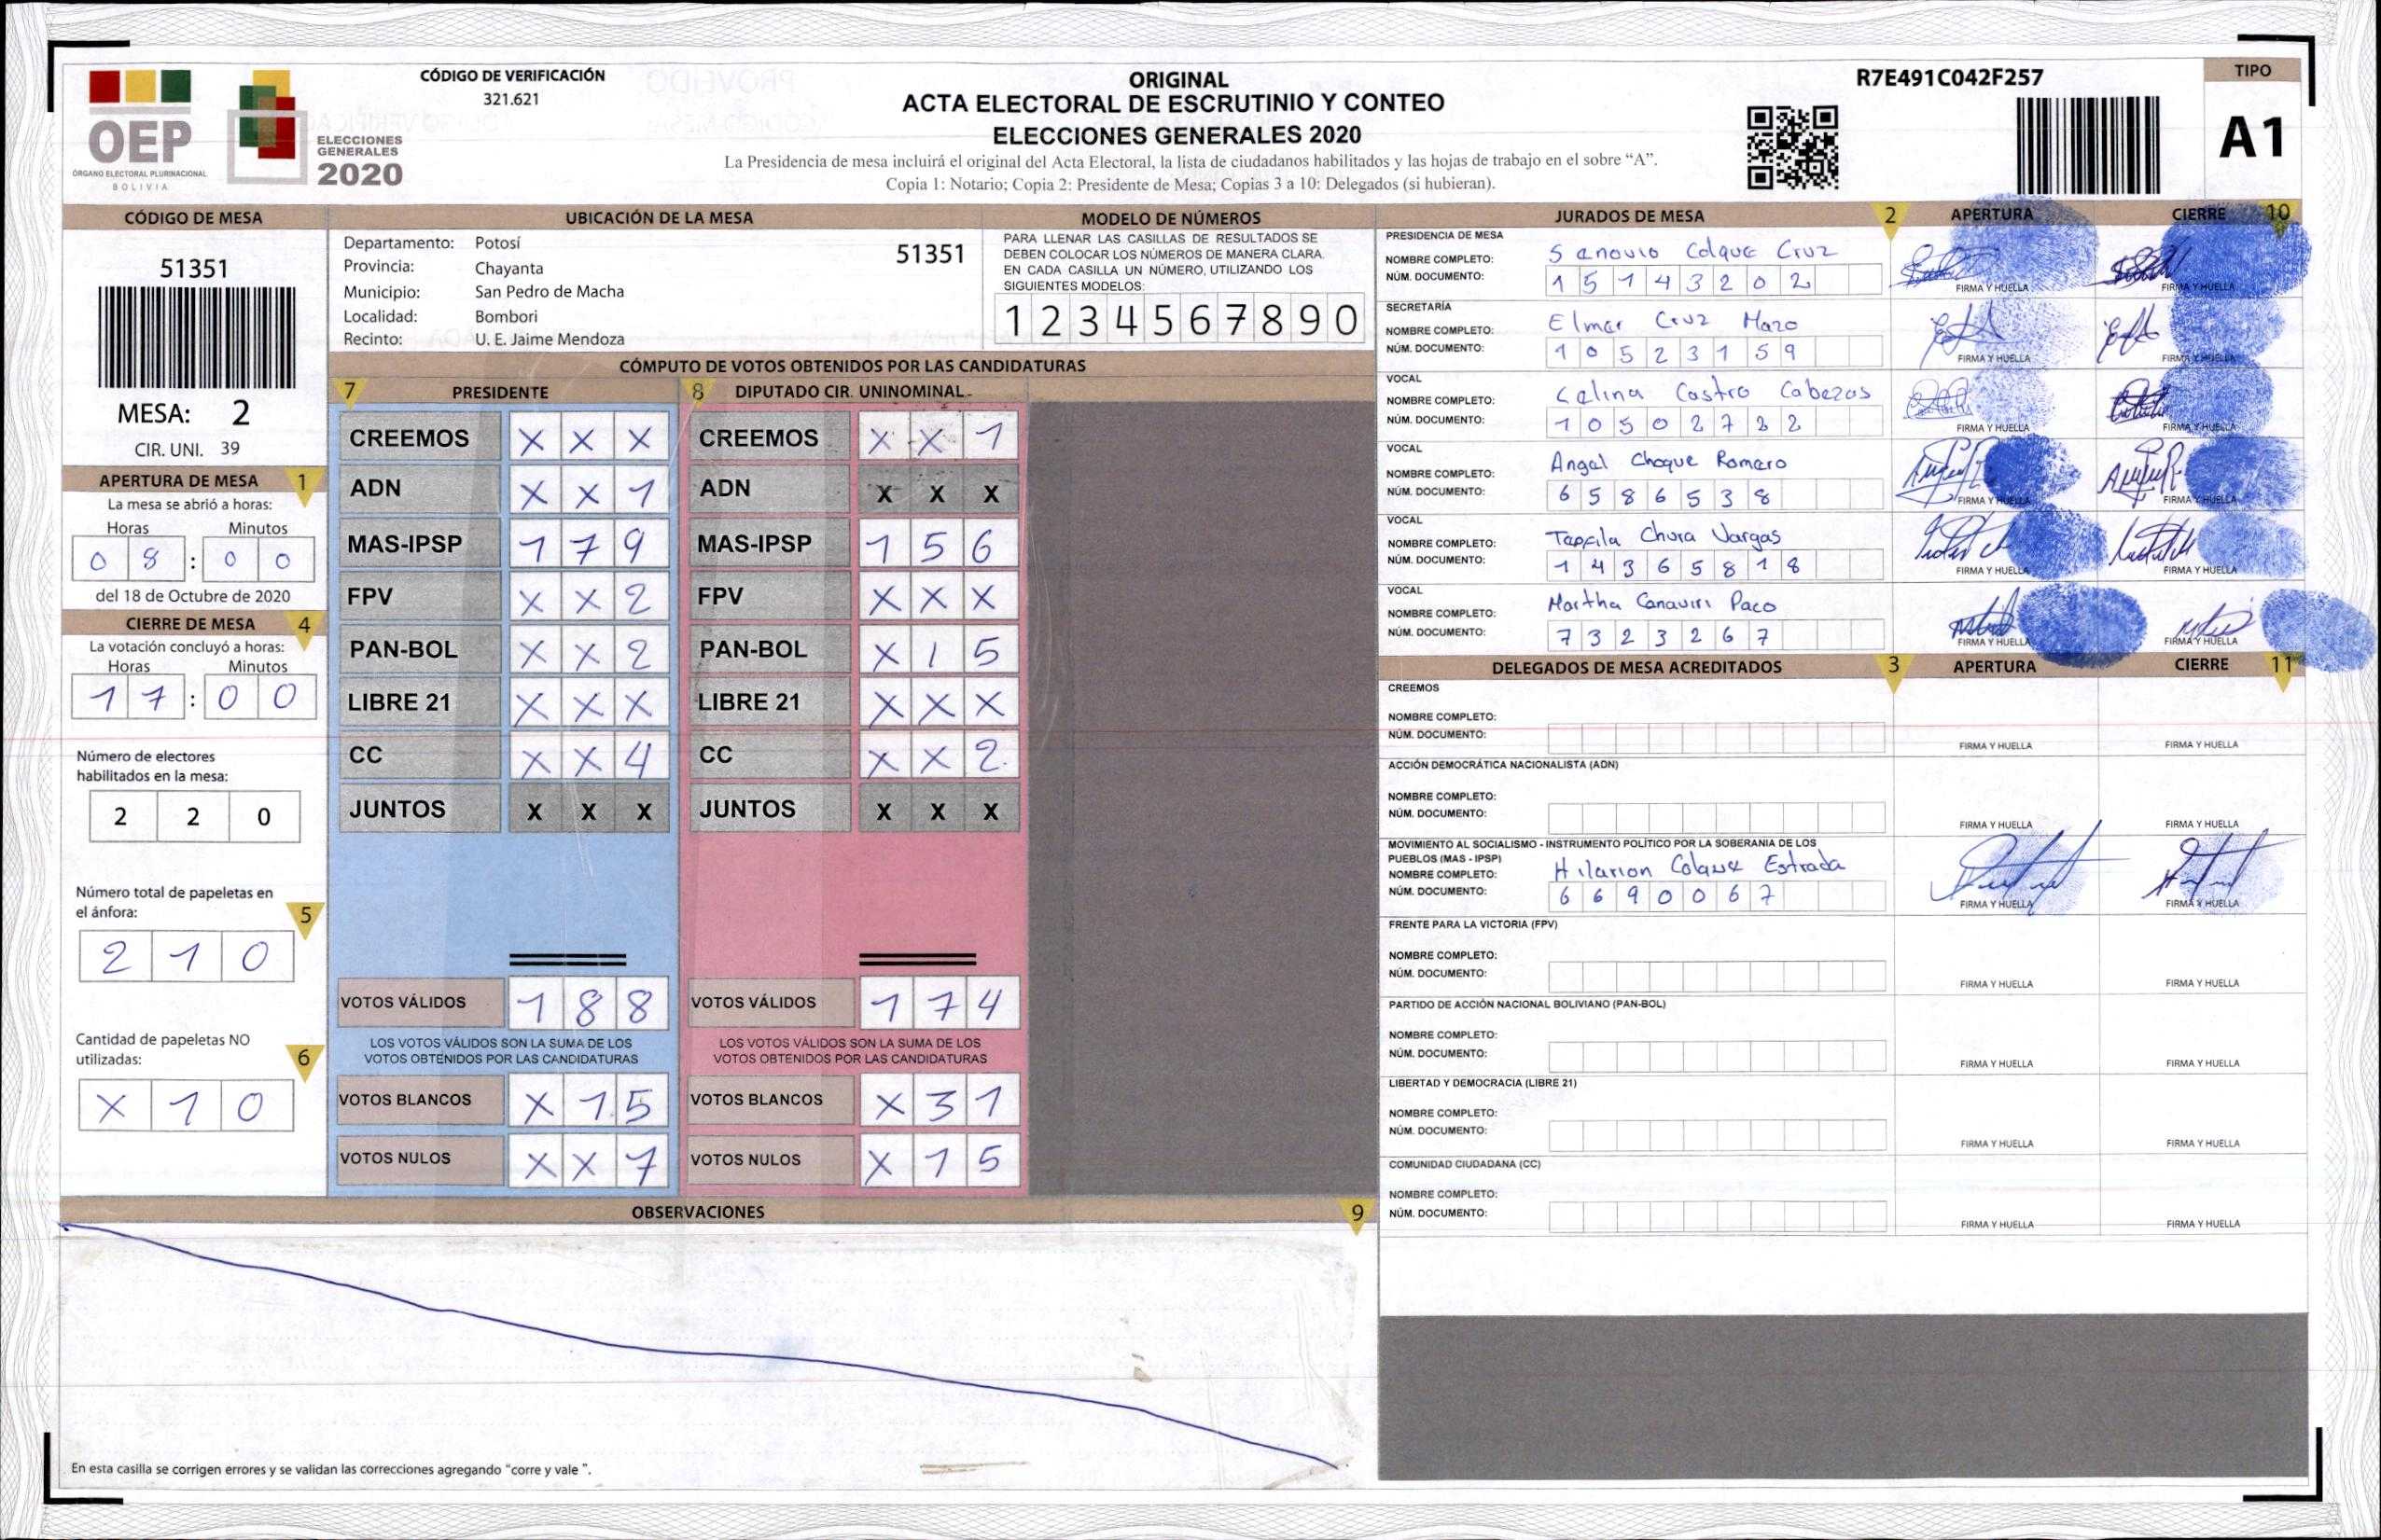 CÓDIGO DE VERIFICACIÓN
321.621
OEP
ÓRGANO ELECTORAL PLURINACIONAL
BOLIVIA
ELECCIONES
GENERALES
2020
ORIGINAL
ACTA ELECTORAL DE ESCRUTINIO Y CONTEO
ELECCIONES GENERALES 2020
La Presidencia de mesa incluirá el original del Acta Electoral, la lista de ciudadanos habilitados y las hojas de trabajo en el sobre “A”.
Copia 1: Notario; Copia 2: Presidente de Mesa; Copias 3 a 10: Delegados (si hubieran).
R7E491C042F257
TIPO
A1
CÓDIGO DE MESA
51351
MESA: 2
CIR. UNI. 39
APERTURA DE MESA 1
La mesa se abrió a horas:
Horas Minutos
0 8 : 0 0
del 18 de Octubre de 2020
CIERRE DE MESA 4
La votación concluyó a horas:
Horas Minutos
1 7 : 0 0
Número de electores
habilitados en la mesa:
2 2 0
Número total de papeletas en
el ánfora: 5
2 1 0
Cantidad de papeletas NO
utilizadas: 6
X 1 0
UBICACIÓN DE LA MESA
Departamento: Potosí 51351
Provincia: Chayanta
Municipio: San Pedro de Macha
Localidad: Bombori
Recinto: U. E. Jaime Mendoza
MODELO DE NÚMEROS
PARA LLENAR LAS CASILLAS DE RESULTADOS SE
DEBEN COLOCAR LOS NÚMEROS DE MANERA CLARA.
EN CADA CASILLA UN NÚMERO, UTILIZANDO LOS
SIGUIENTES MODELOS:
1 2 3 4 5 6 7 8 9 0
CÓMPUTO DE VOTOS OBTENIDOS POR LAS CANDIDATURAS
7 PRESIDENTE 8 DIPUTADO CIR. UNINOMINAL
CREEMOS X X X CREEMOS X X 1
ADN X X 1 ADN X X X
MAS-IPSP 1 7 9 MAS-IPSP 1 5 6
FPV X X 2 FPV X X X
PAN-BOL X X 2 PAN-BOL X 1 5
LIBRE 21 X X X LIBRE 21 X X X
CC X X 4 CC X X 2
JUNTOS X X X JUNTOS X X X
VOTOS VÁLIDOS 1 8 8 VOTOS VÁLIDOS 1 7 4
LOS VOTOS VÁLIDOS SON LA SUMA DE LOS LOS VOTOS VÁLIDOS SON LA SUMA DE LOS
VOTOS OBTENIDOS POR LAS CANDIDATURAS VOTOS OBTENIDOS POR LAS CANDIDATURAS
VOTOS BLANCOS X 1 5 VOTOS BLANCOS X 3 1
VOTOS NULOS X X 7 VOTOS NULOS X 1 5
OBSERVACIONES 9
En esta casilla se corrigen errores y se validan las correcciones agregando “corre y vale ”.
JURADOS DE MESA 2 APERTURA CIERRE 10
PRESIDENCIA DE MESA
NOMBRE COMPLETO: Sanovio Colque Cruz
NÚM. DOCUMENTO: 1 5 1 4 3 2 0 2 FIRMA Y HUELLA FIRMA Y HUELLA
SECRETARÍA
NOMBRE COMPLETO: Elmer Cruz Mazo
NÚM. DOCUMENTO: 1 0 5 2 3 1 5 9 FIRMA Y HUELLA FIRMA Y HUELLA
VOCAL
NOMBRE COMPLETO: Celina Castro Cabezas
NÚM. DOCUMENTO: 1 0 5 0 2 7 2 2 FIRMA Y HUELLA FIRMA Y HUELLA
VOCAL
NOMBRE COMPLETO: Angel Choque Romero
NÚM. DOCUMENTO: 6 5 8 6 5 3 8 FIRMA Y HUELLA FIRMA Y HUELLA
VOCAL
NOMBRE COMPLETO: Chura Vargas
NÚM. DOCUMENTO: 1 4 3 6 5 8 1 8 FIRMA Y HUELLA FIRMA Y HUELLA
VOCAL
NOMBRE COMPLETO: Martha Canaviri Paco
NÚM. DOCUMENTO: 7 3 2 3 2 6 7 FIRMA Y HUELLA FIRMA Y HUELLA
DELEGADOS DE MESA ACREDITADOS 3 APERTURA CIERRE 11
CREEMOS
NOMBRE COMPLETO:
NÚM. DOCUMENTO: FIRMA Y HUELLA FIRMA Y HUELLA
ACCIÓN DEMOCRÁTICA NACIONALISTA (ADN)
NOMBRE COMPLETO:
NÚM. DOCUMENTO: FIRMA Y HUELLA FIRMA Y HUELLA
MOVIMIENTO AL SOCIALISMO - INSTRUMENTO POLÍTICO POR LA SOBERANIA DE LOS
PUEBLOS (MAS - IPSP)
NOMBRE COMPLETO: Hilarion Colque Estrada
NÚM. DOCUMENTO: 6 6 9 0 0 6 7 FIRMA Y HUELLA FIRMA Y HUELLA
FRENTE PARA LA VICTORIA (FPV)
NOMBRE COMPLETO:
NÚM. DOCUMENTO: FIRMA Y HUELLA FIRMA Y HUELLA
PARTIDO DE ACCIÓN NACIONAL BOLIVIANO (PAN-BOL)
NOMBRE COMPLETO:
NÚM. DOCUMENTO: FIRMA Y HUELLA FIRMA Y HUELLA
LIBERTAD Y DEMOCRACIA (LIBRE 21)
NOMBRE COMPLETO:
NÚM. DOCUMENTO: FIRMA Y HUELLA FIRMA Y HUELLA
COMUNIDAD CIUDADANA (CC)
NOMBRE COMPLETO:
NÚM. DOCUMENTO: FIRMA Y HUELLA FIRMA Y HUELLA